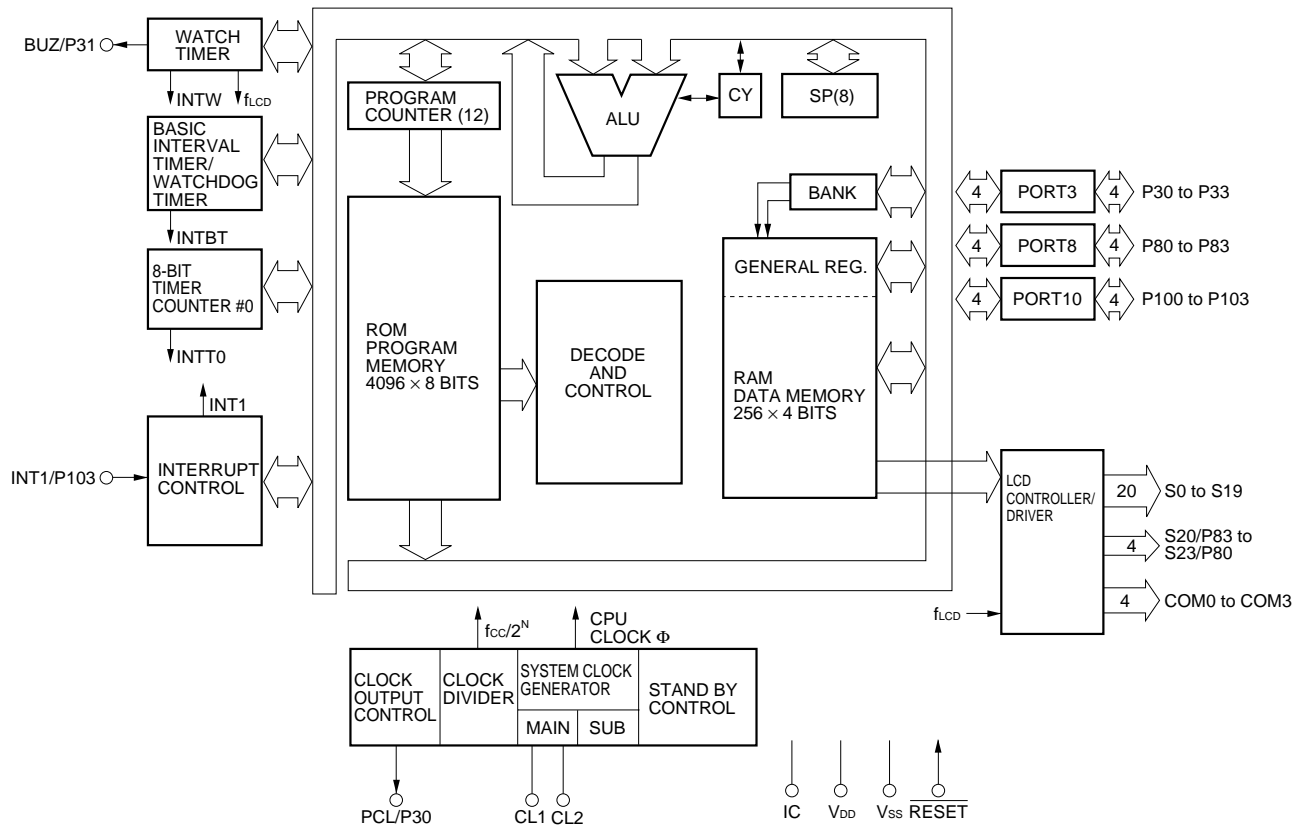 BUZ/P31
WATCH
TIMER
INTW
fLCD
BASIC
INTERVAL
TIMER/
WATCHDOG
TIMER
INTBT
8-BIT
TIMER
COUNTER #0
INTT0
INT1
INT1/P103
INTERRUPT
CONTROL
PROGRAM
COUNTER (12)
ALU
CY
SP(8)
BANK
ROM
PROGRAM
MEMORY
4096 × 8 BITS
DECODE
AND
CONTROL
GENERAL REG.
RAM
DATA MEMORY
256 × 4 BITS
4 PORT3 4 P30 to P33
4 PORT8 4 P80 to P83
4 PORT10 4 P100 to P103
LCD
CONTROLLER/
DRIVER
20 S0 to S19
4 S20/P83 to
S23/P80
4 COM0 to COM3
fLCD
fCC/2^N
CPU
CLOCK Φ
CLOCK
OUTPUT
CONTROL
CLOCK
DIVIDER
SYSTEM CLOCK
GENERATOR
MAIN
SUB
STAND BY
CONTROL
PCL/P30
CL1 CL2
IC
VDD
VSS
RESET